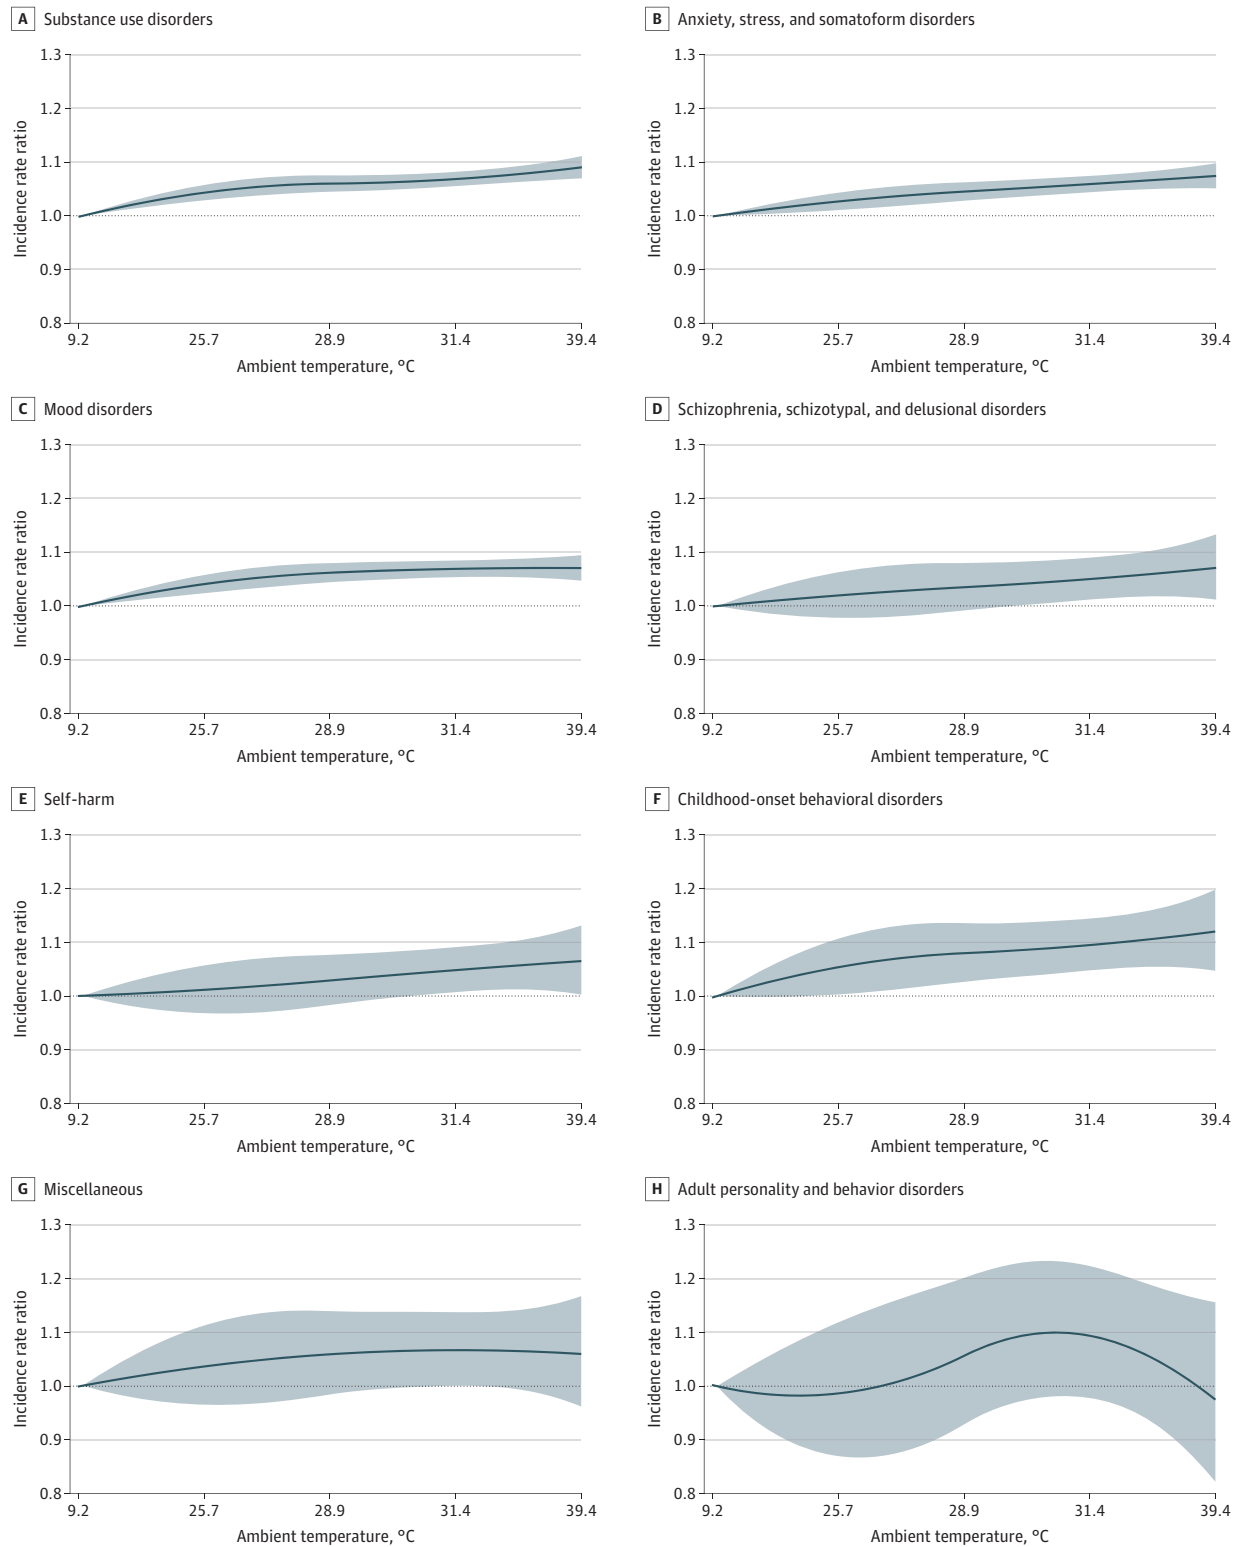 A Substance use disorders
1.3
1.2
1.1
1.0
0.9
0.8
Incidence rate ratio
9.2 25.7 28.9 31.4 39.4
Ambient temperature, °C
B Anxiety, stress, and somatoform disorders
1.3
1.2
1.1
1.0
0.9
0.8
Incidence rate ratio
9.2 25.7 28.9 31.4 39.4
Ambient temperature, °C
C Mood disorders
1.3
1.2
1.1
1.0
0.9
0.8
Incidence rate ratio
9.2 25.7 28.9 31.4 39.4
Ambient temperature, °C
D Schizophrenia, schizotypal, and delusional disorders
1.3
1.2
1.1
1.0
0.9
0.8
Incidence rate ratio
9.2 25.7 28.9 31.4 39.4
Ambient temperature, °C
E Self-harm
1.3
1.2
1.1
1.0
0.9
0.8
Incidence rate ratio
9.2 25.7 28.9 31.4 39.4
Ambient temperature, °C
F Childhood-onset behavioral disorders
1.3
1.2
1.1
1.0
0.9
0.8
Incidence rate ratio
9.2 25.7 28.9 31.4 39.4
Ambient temperature, °C
G Miscellaneous
1.3
1.2
1.1
1.0
0.9
0.8
Incidence rate ratio
9.2 25.7 28.9 31.4 39.4
Ambient temperature, °C
H Adult personality and behavior disorders
1.3
1.2
1.1
1.0
0.9
0.8
Incidence rate ratio
9.2 25.7 28.9 31.4 39.4
Ambient temperature, °C